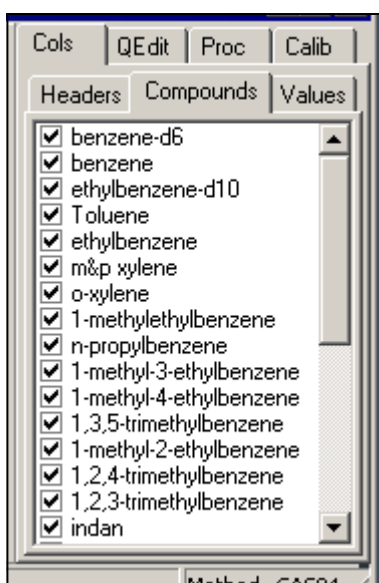 Cols QEdit Proc Calib
Headers Compounds Values
benzene-d6
benzene
ethylbenzene-d10
Toluene
ethylbenzene
m&p xylene
o-xylene
1-methylethylbenzene
n-propylbenzene
1-methyl-3-ethylbenzene
1-methyl-4-ethylbenzene
1,3,5-trimethylbenzene
1-methyl-2-ethylbenzene
1,2,4-trimethylbenzene
1,2,3-trimethylbenzene
indan
Method